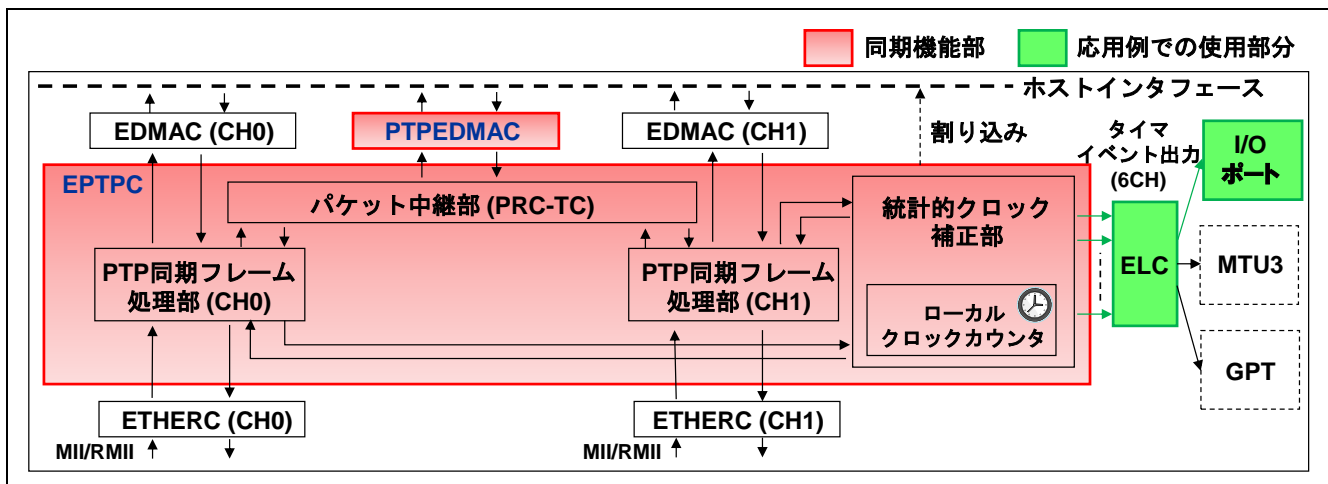 同期機能部
応用例での使用部分
ホストインタフェース
EDMAC (CH0)
PTPEDMAC
EDMAC (CH1)
割り込み
タイマ
イベント出力
(6CH)
I/O
ポート
EPTPC
パケット中継部 (PRC-TC)
統計的クロック
補正部
PTP同期フレーム
処理部 (CH0)
PTP同期フレーム
処理部 (CH1)
ELC
MTU3
ローカル
クロックカウンタ
GPT
ETHERC (CH0)
ETHERC (CH1)
MII/RMII
MII/RMII